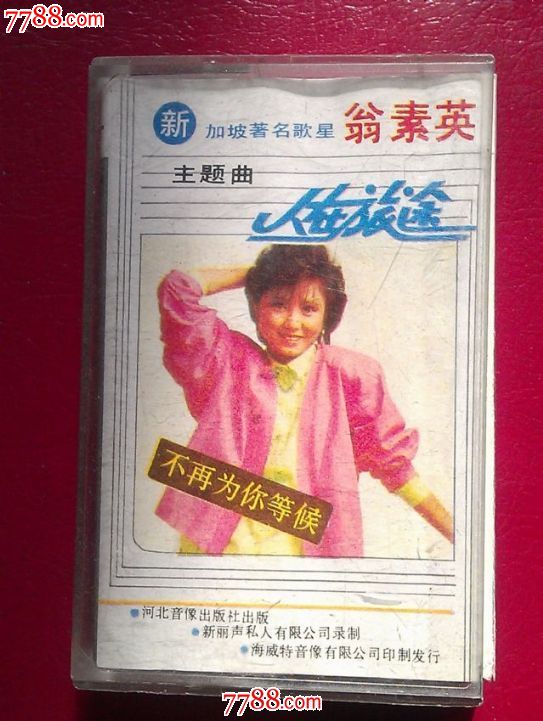 7788.com
新加坡著名歌星 翁素英
主题曲
人在旅途
不再为你等候
河北音像出版社出版
新丽声私人有限公司录制
海威特音像有限公司印制发行
7788.com